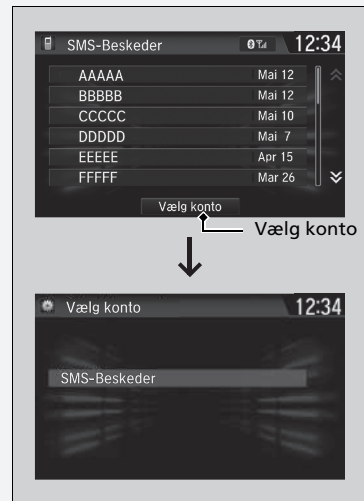 SMS-Beskeder 12:34
AAAAA Mai 12
BBBBB Mai 12
CCCCC Mai 10
DDDDD Mai 7
EEEEE Apr 15
FFFFF Mar 26
Vælg konto
Vælg konto
Vælg konto 12:34
SMS-Beskeder